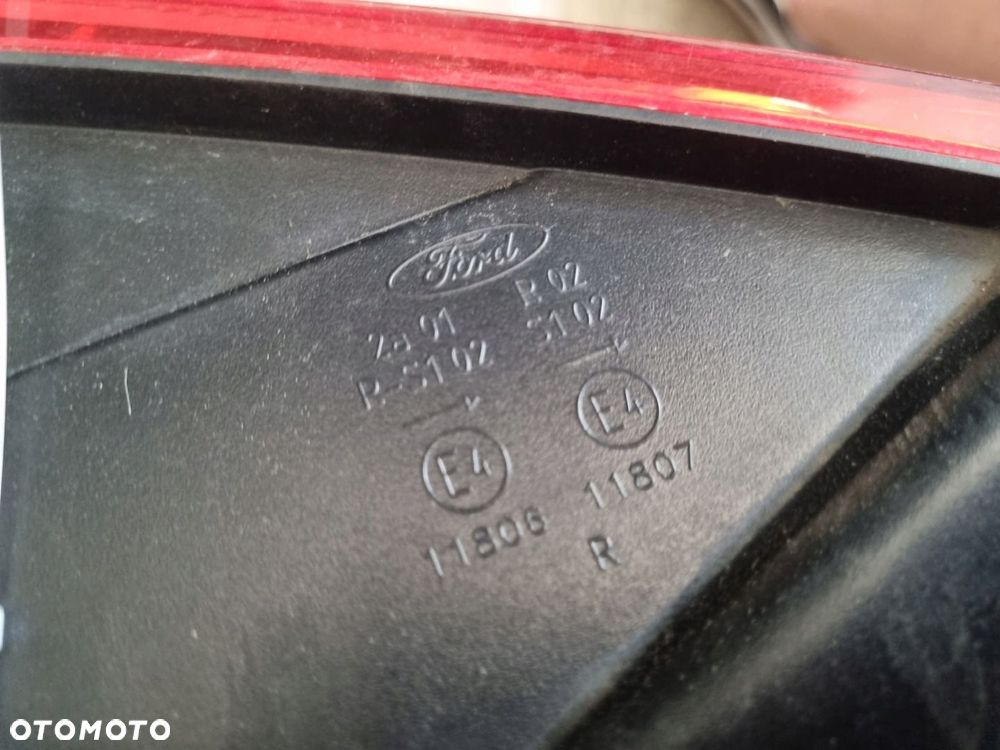 Ford
2a 01 R 02
R-S1 02 S1 02
E4 E4
11806 11807
R
OTOMOTO